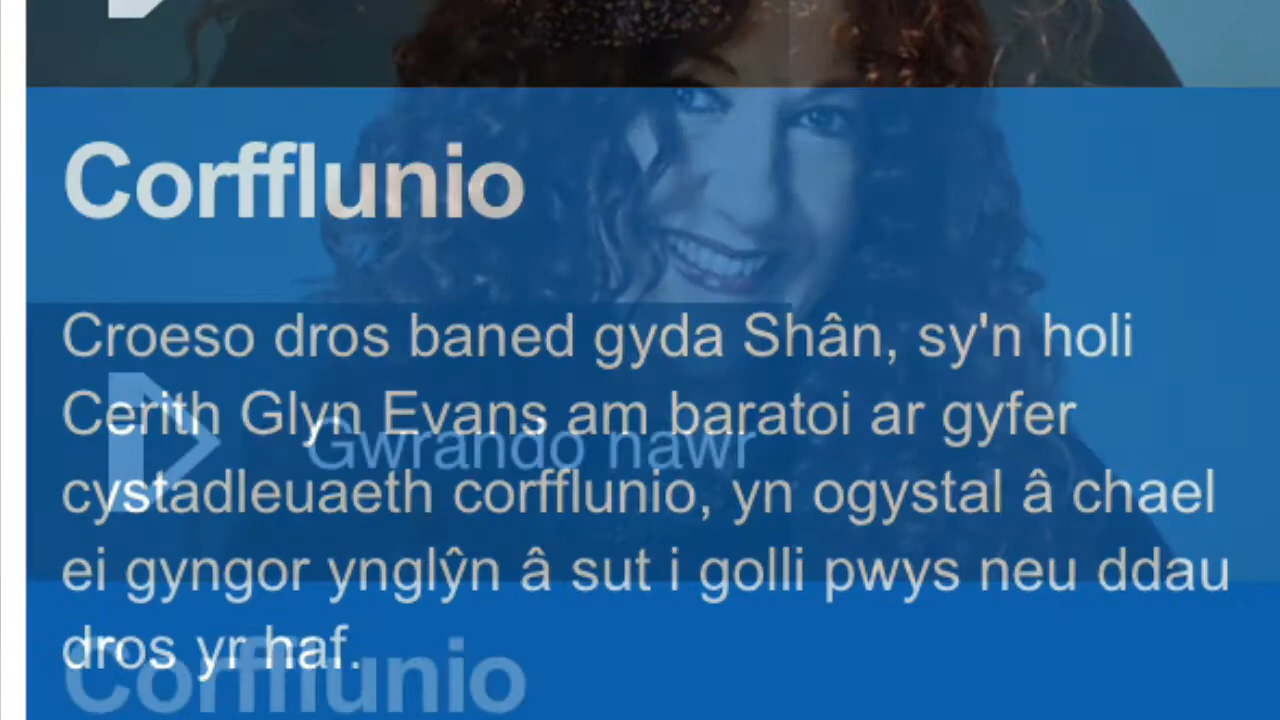 Corfflunio
Croeso dros baned gyda Shân, sy'n holi
Cerith Glyn Evans am baratoi ar gyfer
Gwrando nawr
cystadleuaeth corfflunio, yn ogystal â chael
ei gyngor ynglŷn â sut i golli pwys neu ddau
dros yr haf.
Corfflunio